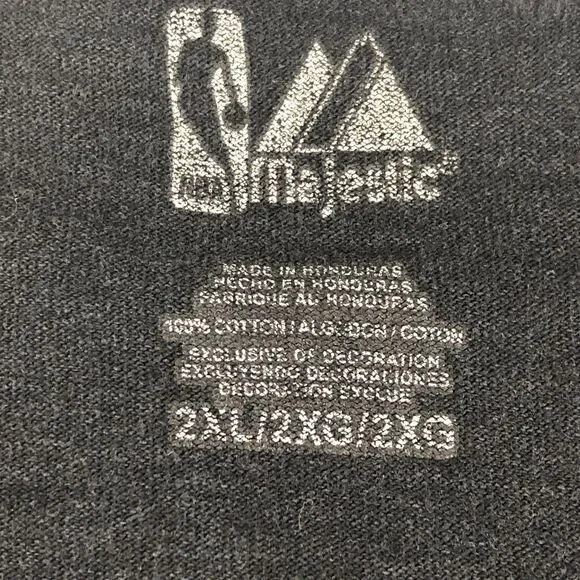 NBA
Majestic®
MADE IN HONDURAS
HECHO EN HONDURAS
FABRIQUE AU HONDURAS
100% COTTON / ALGODON / COTON
EXCLUSIVE OF DECORATION
EXCLUYENDO DECORACIONES
DECORATION EXCLUE
2XL/2XG/2XG